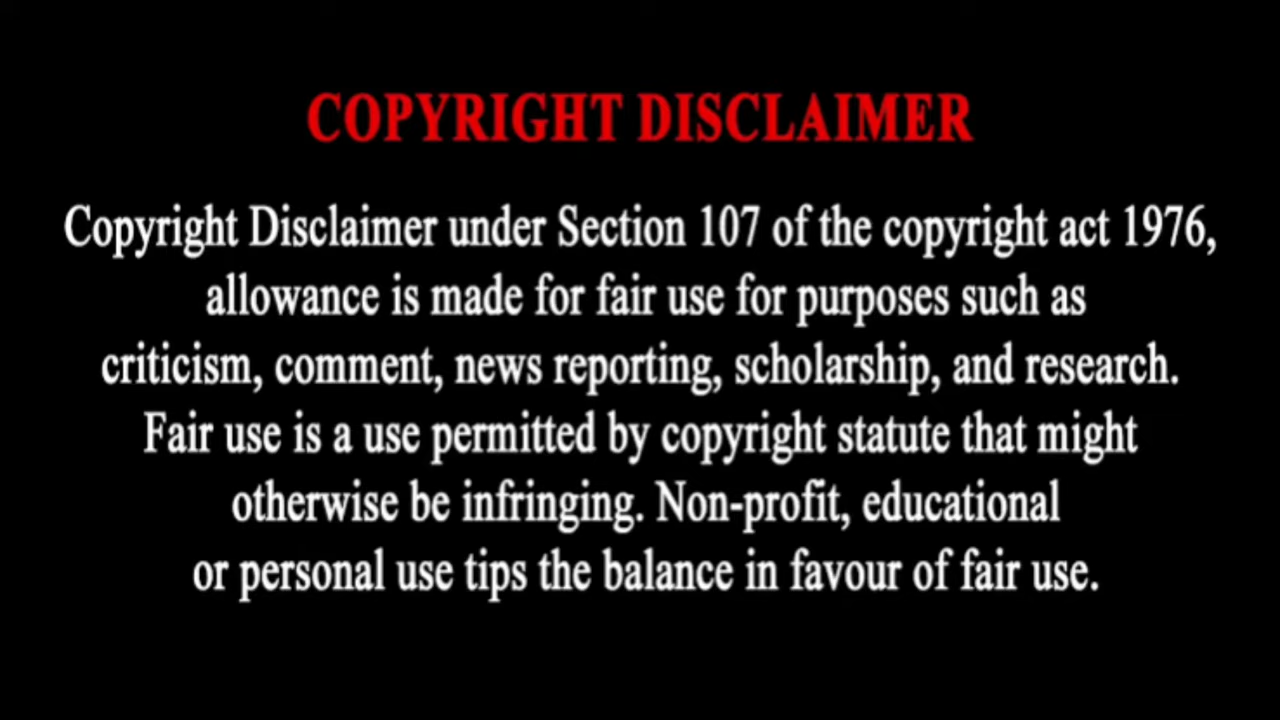 COPYRIGHT DISCLAIMER
Copyright Disclaimer under Section 107 of the copyright act 1976,
allowance is made for fair use for purposes such as
criticism, comment, news reporting, scholarship, and research.
Fair use is a use permitted by copyright statute that might
otherwise be infringing. Non-profit, educational
or personal use tips the balance in favour of fair use.